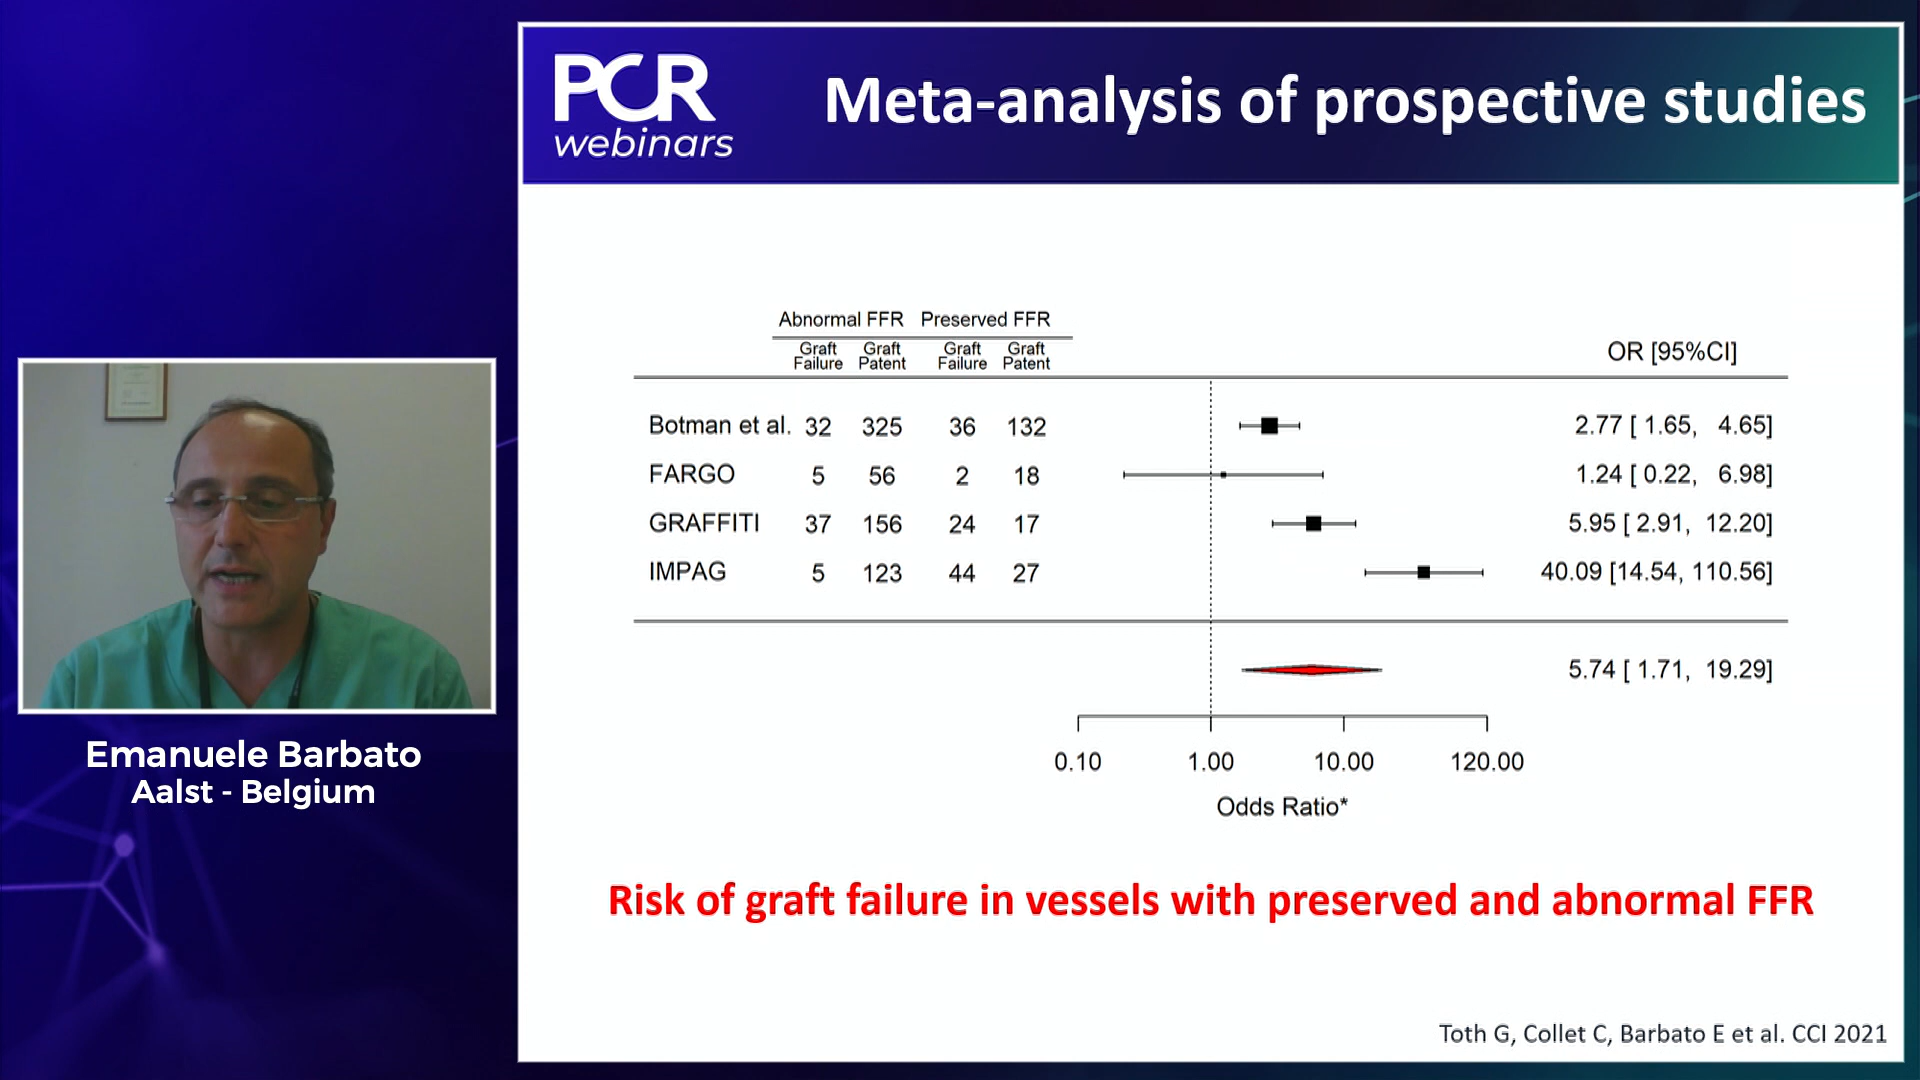 PCR
webinars
Meta-analysis of prospective studies
Abnormal FFR Preserved FFR
Graft Failure Graft Patent Graft Failure Graft Patent
OR [95%CI]
Botman et al. 32 325 36 132 2.77 [ 1.65, 4.65]
FARGO 5 56 2 18 1.24 [ 0.22, 6.98]
GRAFFITI 37 156 24 17 5.95 [ 2.91, 12.20]
IMPAG 5 123 44 27 40.09 [14.54, 110.56]
5.74 [ 1.71, 19.29]
0.10 1.00 10.00 120.00
Odds Ratio*
Risk of graft failure in vessels with preserved and abnormal FFR
Toth G, Collet C, Barbato E et al. CCI 2021
Emanuele Barbato
Aalst - Belgium